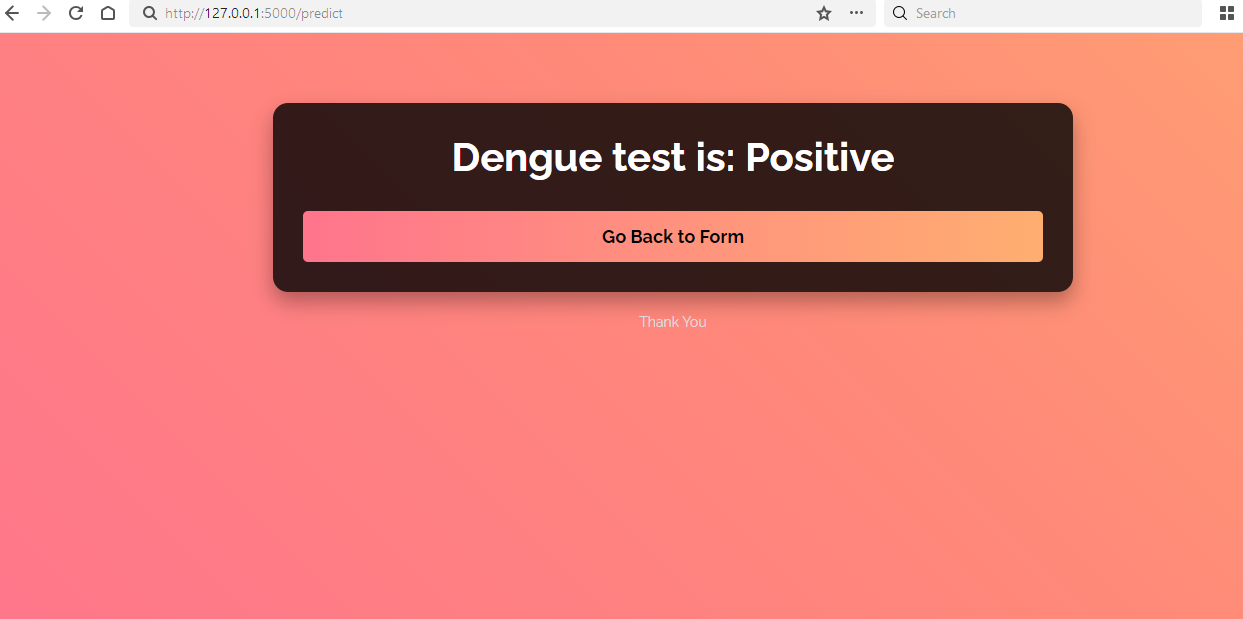 http://127.0.0.1:5000/predict
Search
Dengue test is: Positive
Go Back to Form
Thank You